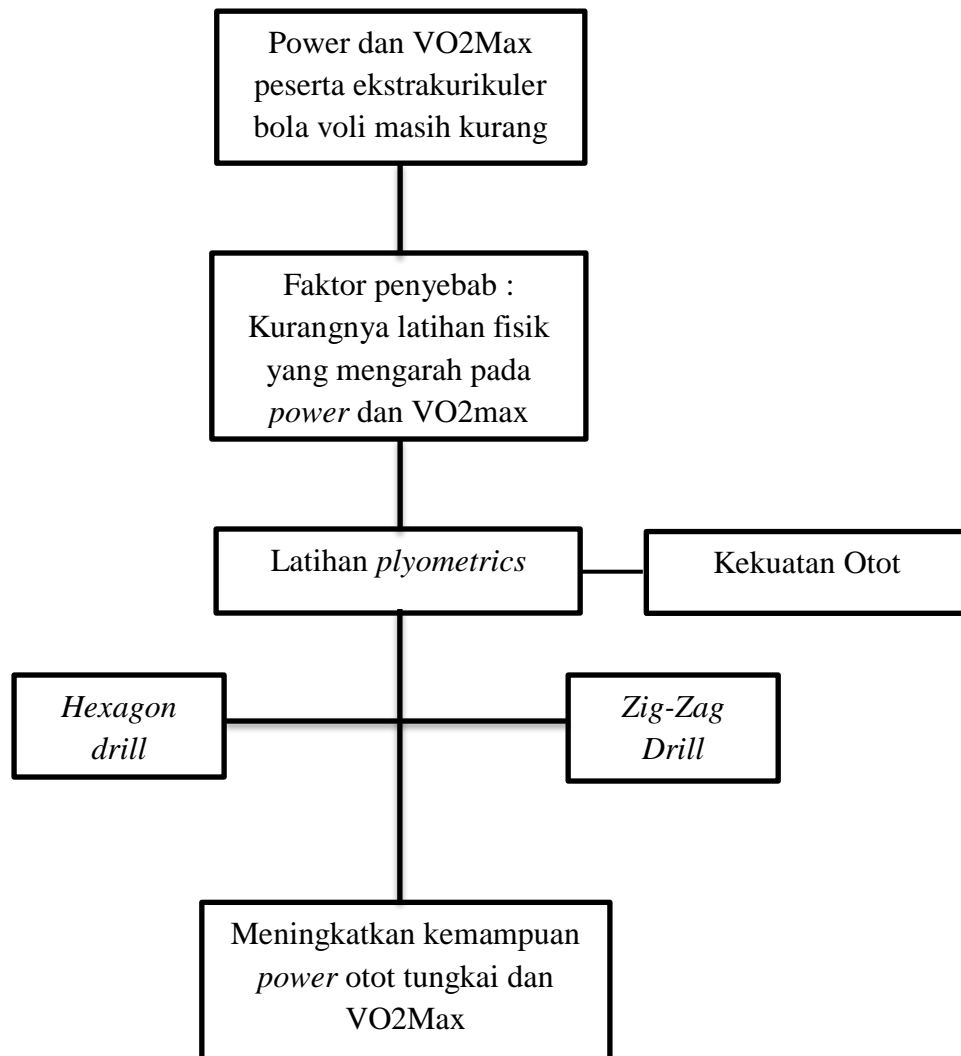 Power dan VO2Max
peserta ekstrakurikuler
bola voli masih kurang
Faktor penyebab :
Kurangnya latihan fisik
yang mengarah pada
power dan VO2max
Latihan plyometrics
Kekuatan Otot
Hexagon
drill
Zig-Zag
Drill
Meningkatkan kemampuan
power otot tungkai dan
VO2Max